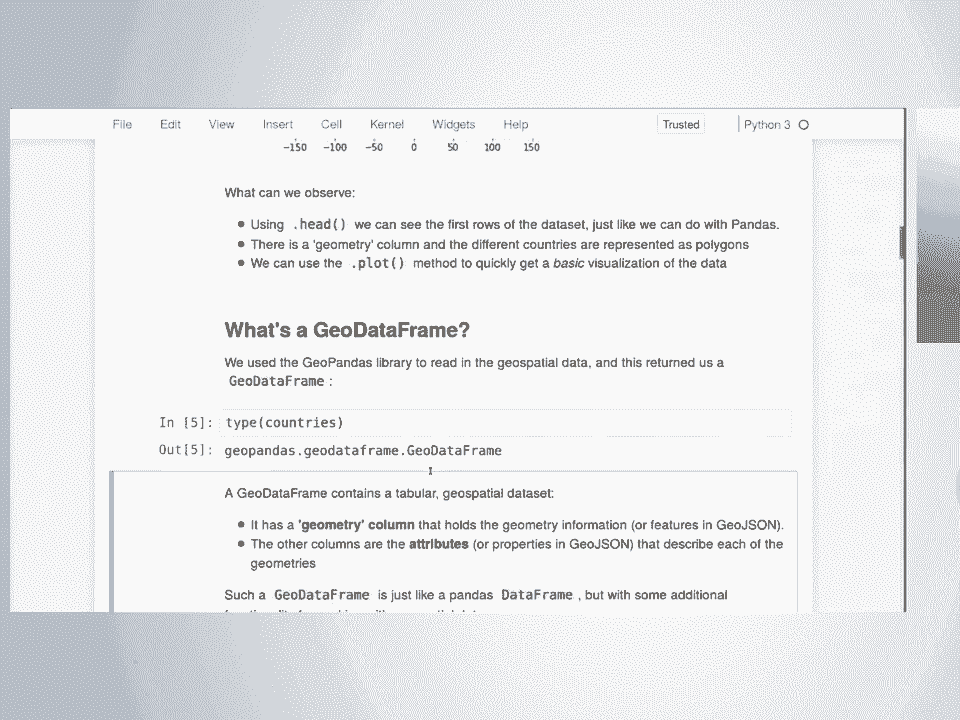 File Edit View Insert Cell Kernel Widgets Help Trusted Python 3
−150 −100 −50 0 50 100 150
What can we observe:
Using .head() we can see the first rows of the dataset, just like we can do with Pandas.
There is a 'geometry' column and the different countries are represented as polygons
We can use the .plot() method to quickly get a basic visualization of the data
What's a GeoDataFrame?
We used the GeoPandas library to read in the geospatial data, and this returned us a
GeoDataFrame :
In [5]: type(countries)
Out[5]: geopandas.geodataframe.GeoDataFrame
A GeoDataFrame contains a tabular, geospatial dataset:
It has a 'geometry' column that holds the geometry information (or features in GeoJSON).
The other columns are the attributes (or properties in GeoJSON) that describe each of the
geometries
Such a GeoDataFrame is just like a pandas DataFrame , but with some additional